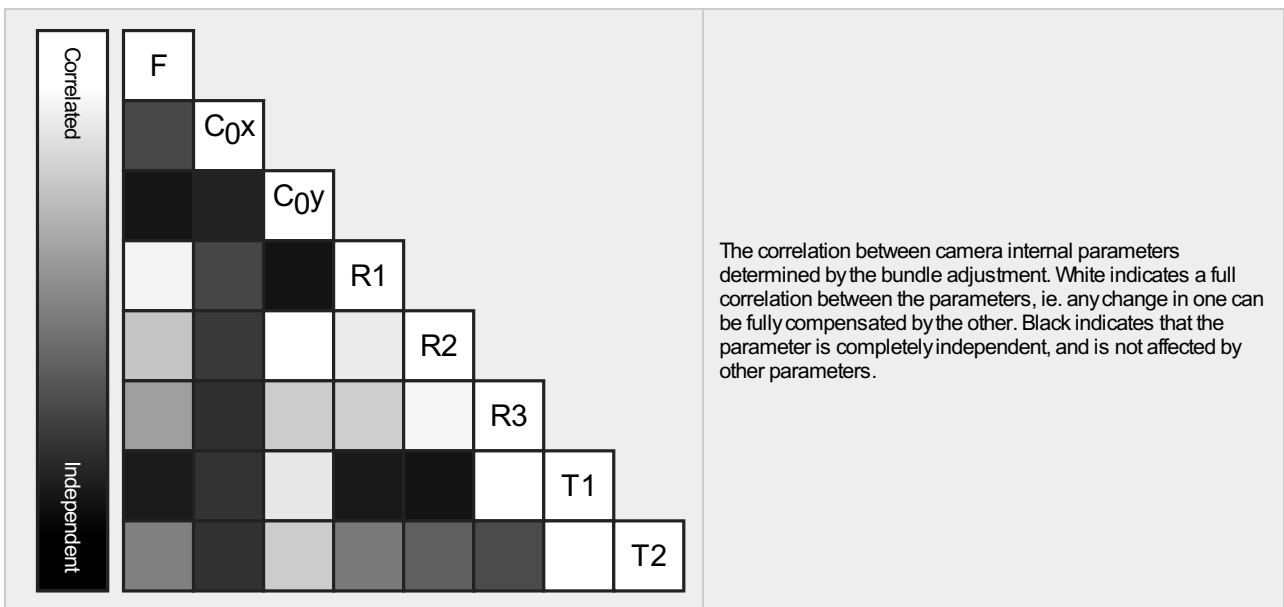 Correlated
Independent
F
C0x
C0y
R1
R2
R3
T1
T2
The correlation between camera internal parameters
determined by the bundle adjustment. White indicates a full
correlation between the parameters, ie. any change in one can
be fully compensated by the other. Black indicates that the
parameter is completely independent, and is not affected by
other parameters.